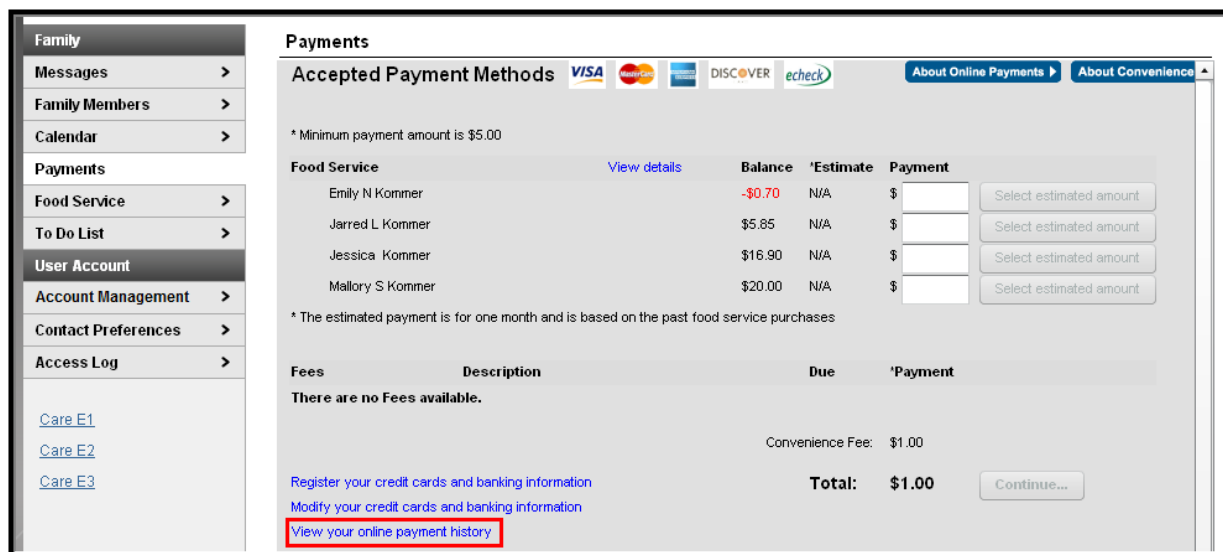 Family
Messages >
Family Members >
Calendar >
Payments
Food Service >
To Do List >
User Account
Account Management >
Contact Preferences >
Access Log >
Care E1
Care E2
Care E3
Payments
Accepted Payment Methods VISA MasterCard DISCOVER echeck About Online Payments About Convenience
* Minimum payment amount is $5.00
Food Service View details Balance *Estimate Payment
Emily N Kommer -$0.70 N/A $ Select estimated amount
Jarred L Kommer $5.85 N/A $ Select estimated amount
Jessica Kommer $16.90 N/A $ Select estimated amount
Mallory S Kommer $20.00 N/A $ Select estimated amount
* The estimated payment is for one month and is based on the past food service purchases
Fees Description Due *Payment
There are no Fees available.
Convenience Fee: $1.00
Register your credit cards and banking information Total: $1.00 Continue...
Modify your credit cards and banking information
View your online payment history